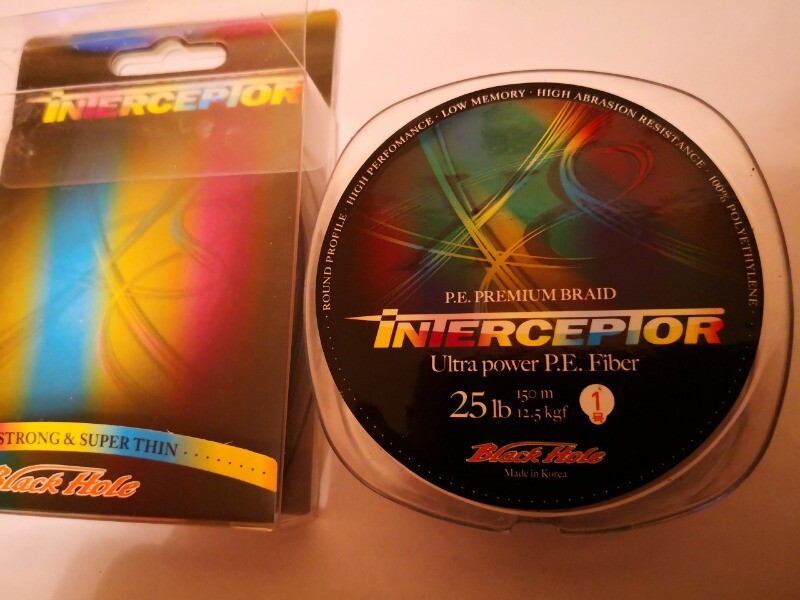 INTERCEPTOR
STRONG & SUPER THIN
Black Hole
ROUND PROFILE · HIGH PERFOMANCE · LOW MEMORY · HIGH ABRASION RESISTANCE · 100% POLYETHYLENE
P.E. PREMIUM BRAID
INTERCEPTOR
Ultra power P.E. Fiber
25 lb
150 m
12.5 kgf
1
Black Hole
Made in Korea